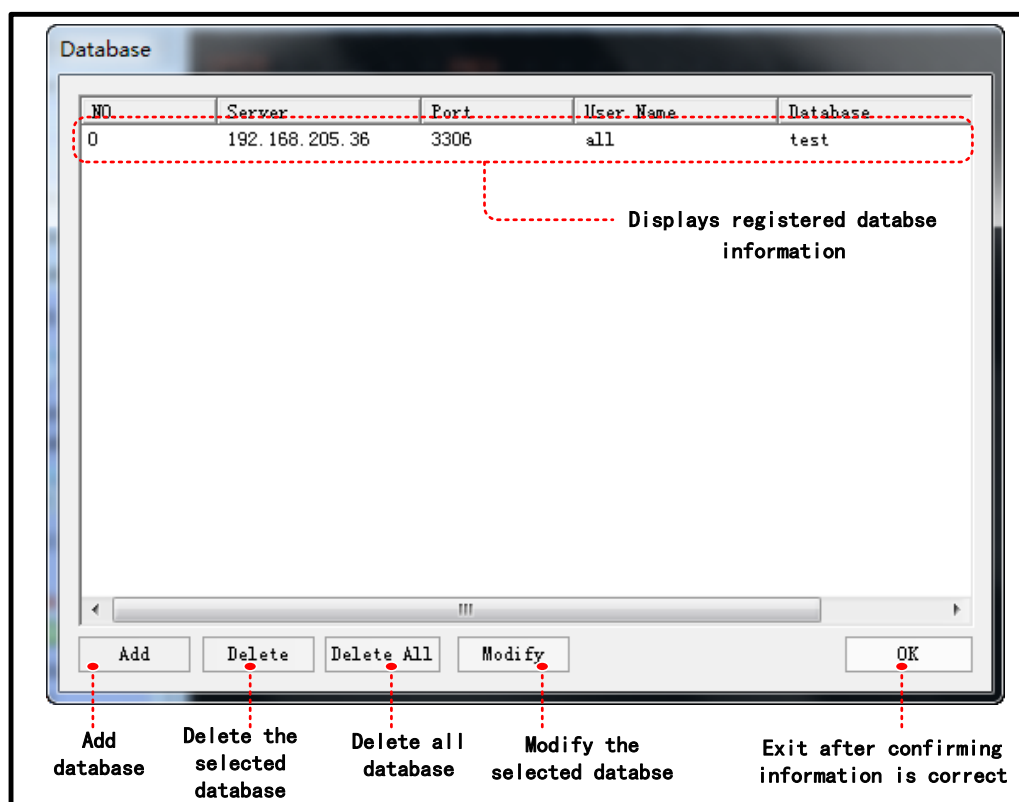 Database
NO. Server Port User Name Database
0 192.168.205.36 3306 all test
Displays registered databse
information
Add Delete Delete All Modify OK
Add
database
Delete the
selected
database
Delete all
database
Modify the
selected databse
Exit after confirming
information is correct